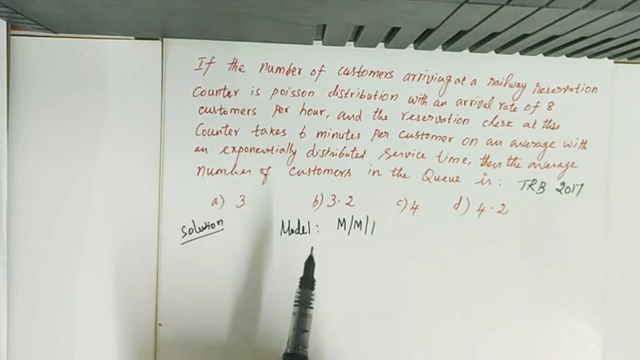 If the number of customers arriving at a railway reservation
counter is poisson distribution with an arrival rate of 8
customers per hour, and the reservation clerk at the
counter takes 6 minutes per customer on an average with
an exponentially distributed service time, then the average
number of customers in the Queue is: TRB 2017
a) 3 b) 3.2 c) 4 d) 4.2
Solution Model: M/M/1